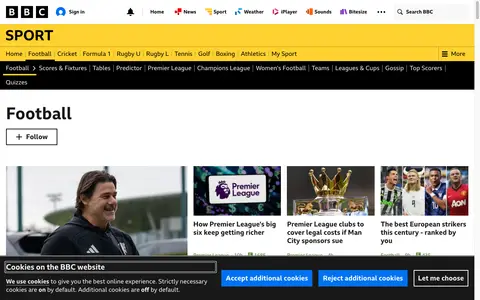 BBC
Sign in
Home
News
Sport
Weather
iPlayer
Sounds
Bitesize
Search BBC
SPORT
Home Football Cricket Formula 1 Rugby U Rugby L Tennis Golf Boxing Athletics My Sport More
Football Scores & Fixtures Tables Predictor Premier League Champions League Women's Football Teams Leagues & Cups Gossip Top Scorers
Quizzes
Football
+ Follow
Premier
League
How Premier League's big
six keep getting richer
Premier League clubs to
cover legal costs if Man
City sponsors sue
The best European strikers
this century - ranked by
you
Cookies on the BBC website
We use cookies to give you the best online experience. Strictly necessary
cookies are on by default. Additional cookies are off by default.
Accept additional cookies
Reject additional cookies
Let me choose